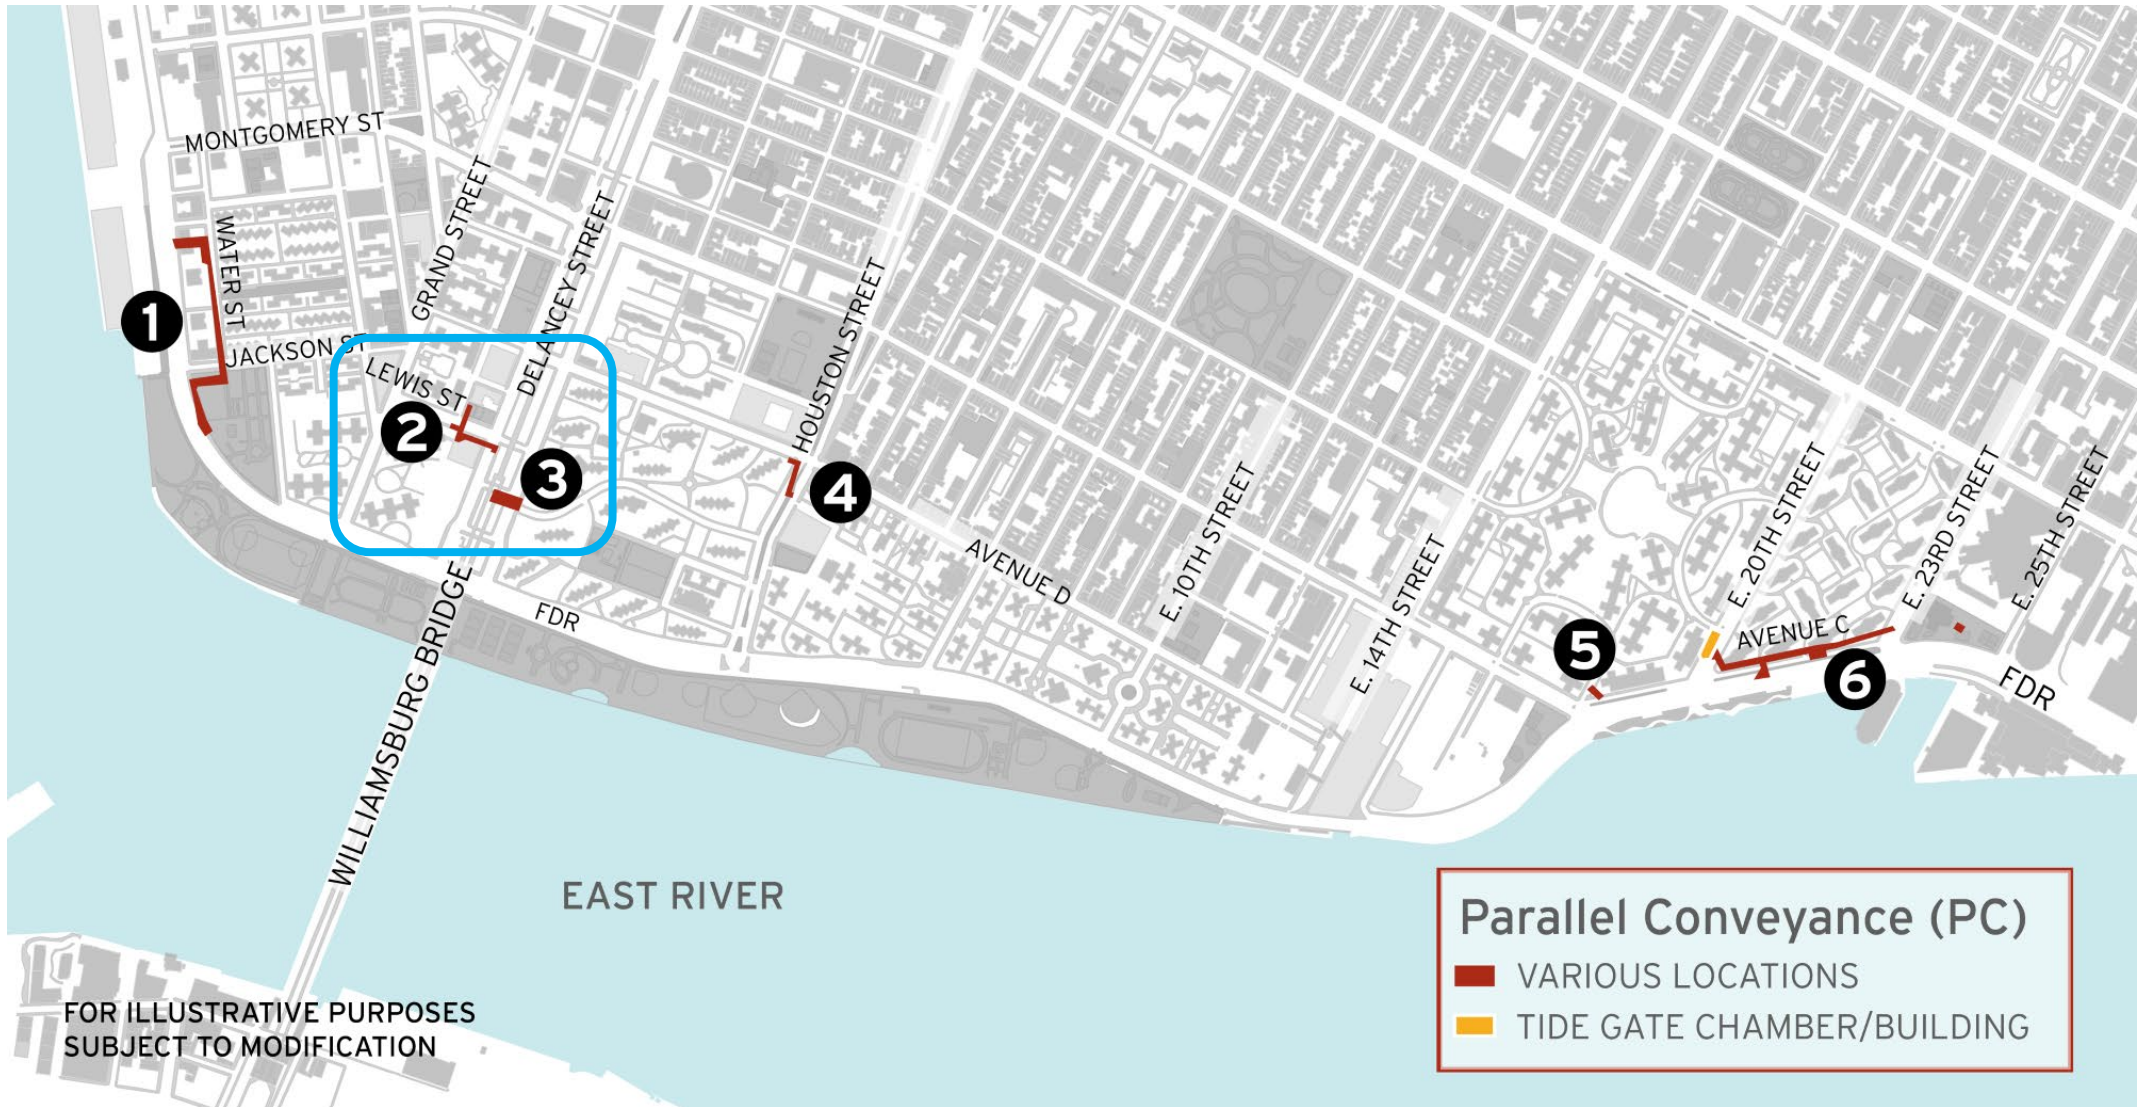 MONTGOMERY ST
GRAND STREET
DELANCEY STREET
WATER ST
HOUSTON STREET
1
JACKSON ST
LEWIS ST
2
3
4
AVENUE D
E. 10TH STREET
E. 14TH STREET
E. 20TH STREET
E. 23RD STREET
E. 25TH STREET
WILLIAMSBURG BRIDGE
FDR
5
AVENUE C
6
FDR
EAST RIVER
Parallel Conveyance (PC)
VARIOUS LOCATIONS
TIDE GATE CHAMBER/BUILDING
FOR ILLUSTRATIVE PURPOSES
SUBJECT TO MODIFICATION